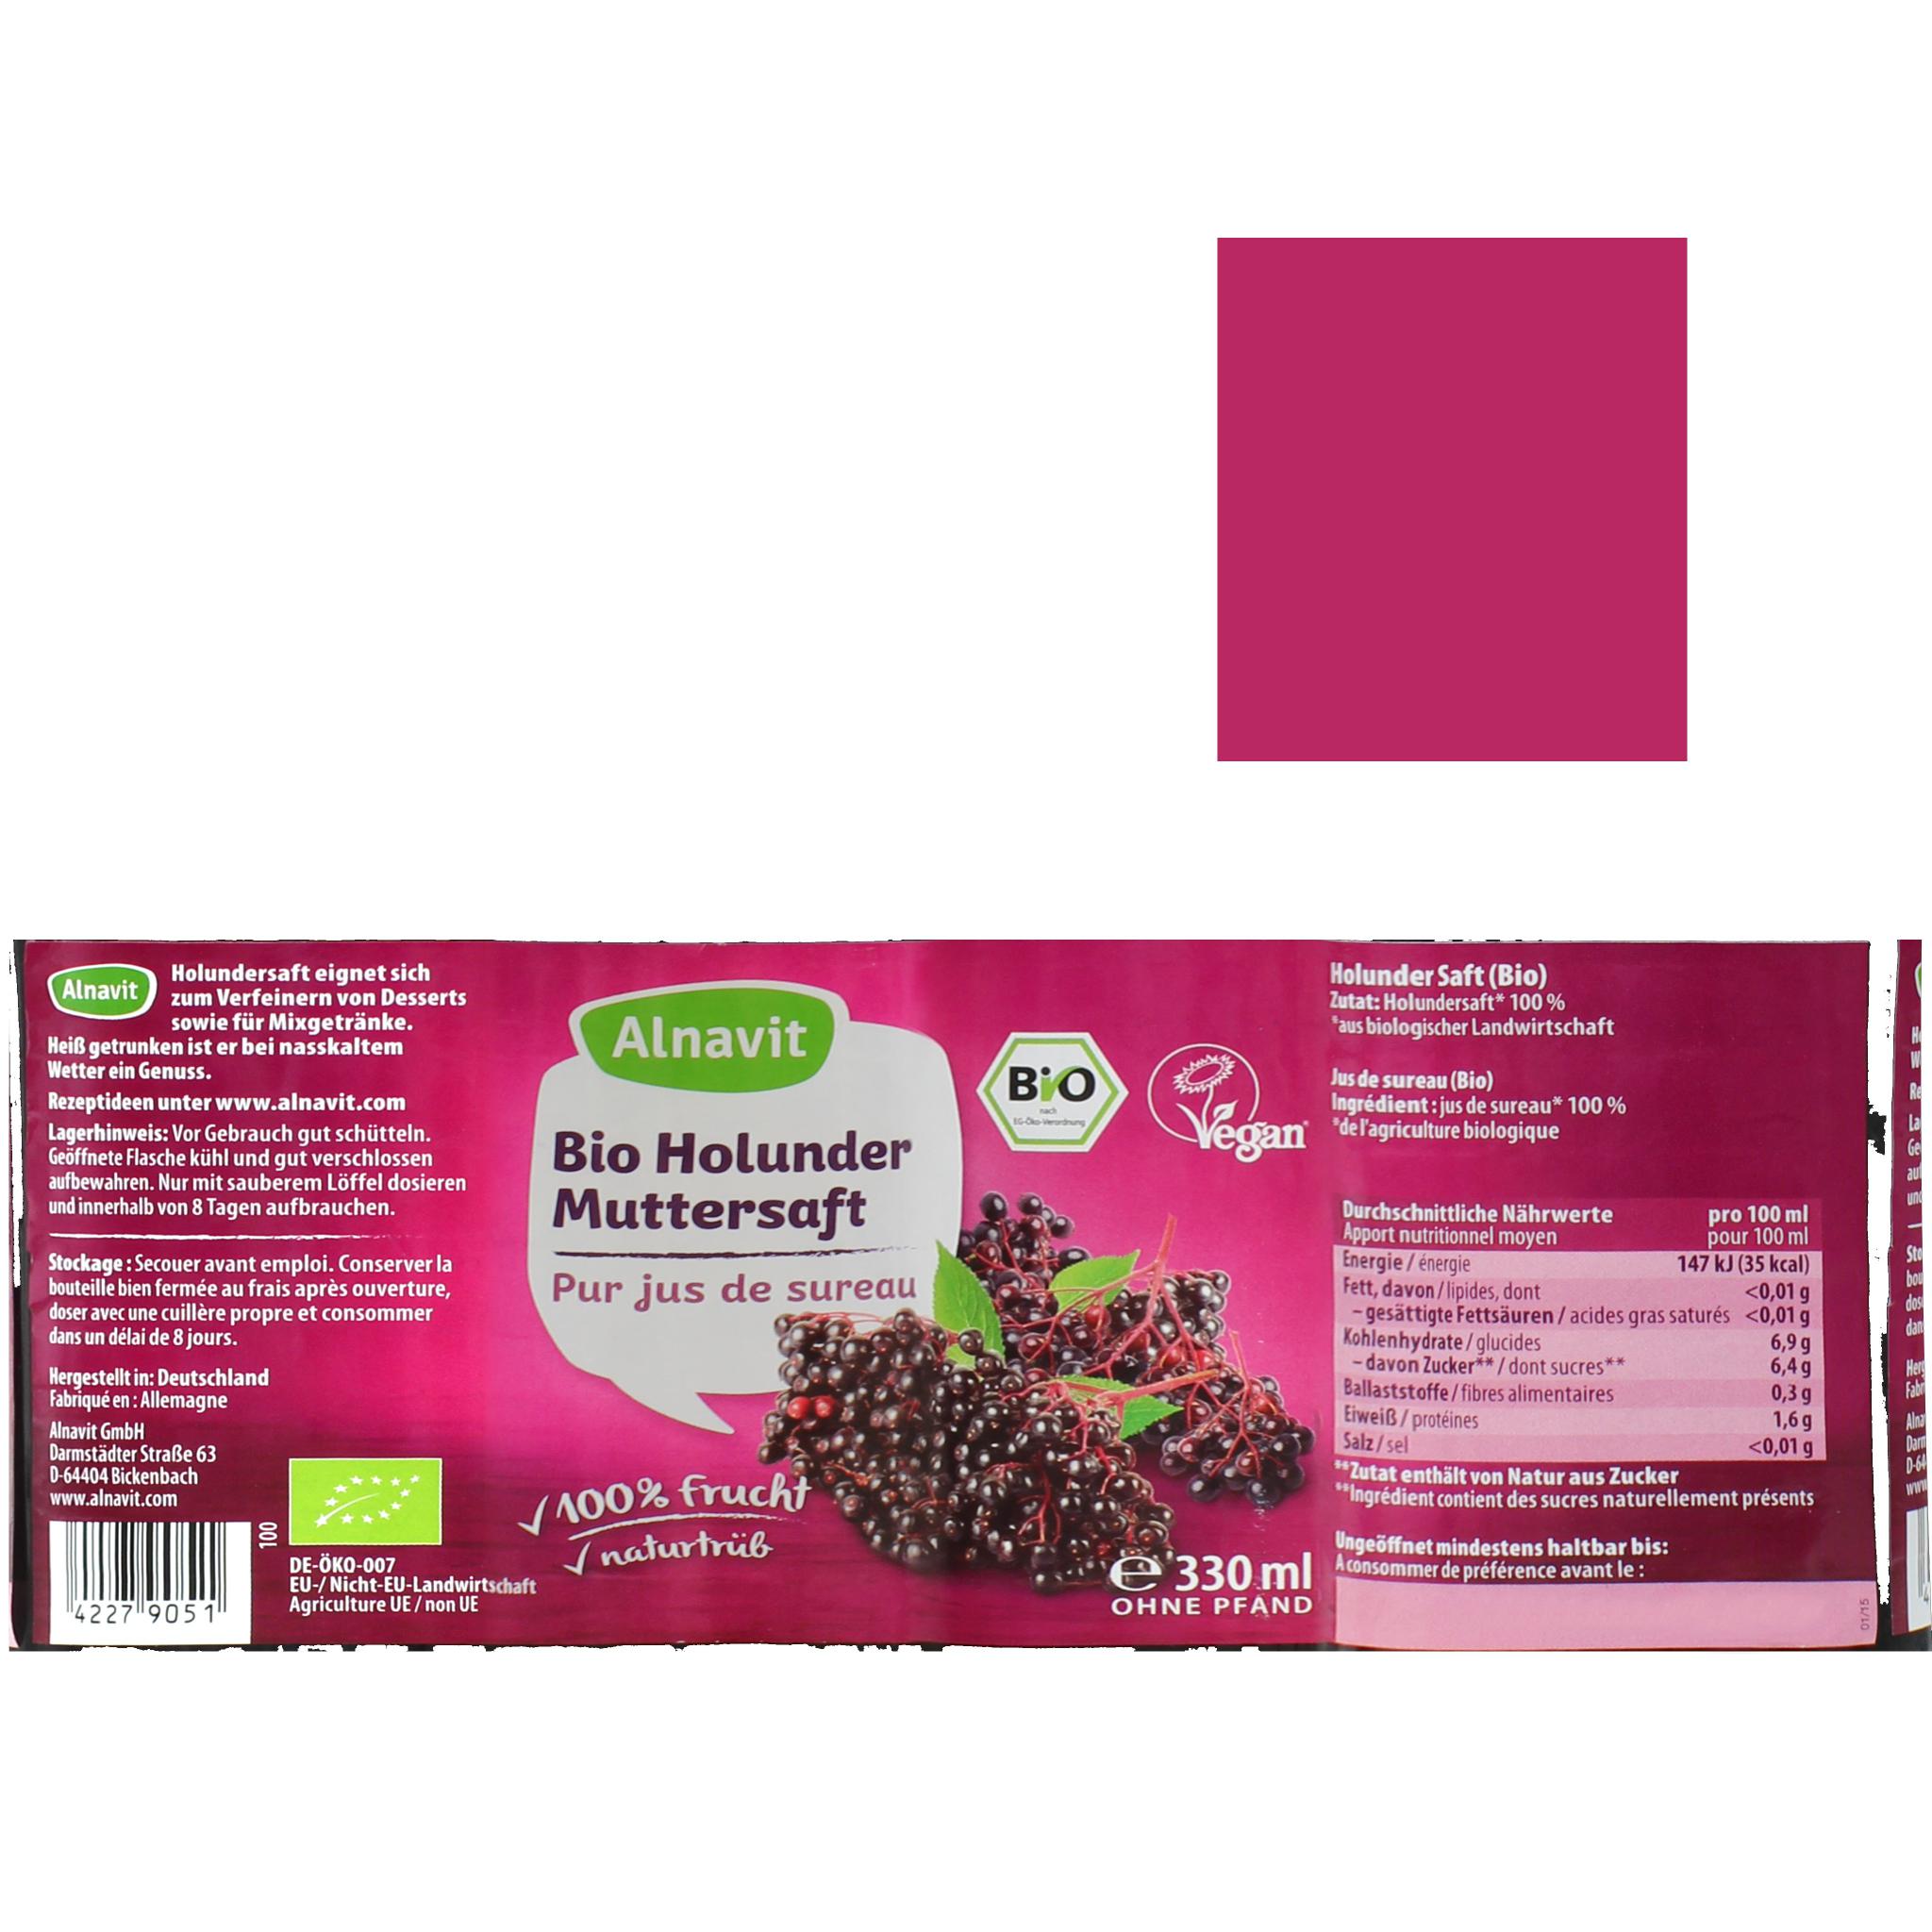 Alnavit
Holundersaft eignet sich
zum Verfeinern von Desserts
sowie für Mixgetränke.
Heiß getrunken ist er bei nasskaltem
Wetter ein Genuss.
Rezeptideen unter www.alnavit.com
Lagerhinweis: Vor Gebrauch gut schütteln.
Geöffnete Flasche kühl und gut verschlossen
aufbewahren. Nur mit sauberem Löffel dosieren
und innerhalb von 8 Tagen aufbrauchen.
Stockage : Secouer avant emploi. Conserver la
bouteille bien fermée au frais après ouverture,
doser avec une cuillère propre et consommer
dans un délai de 8 jours.
Hergestellt in: Deutschland
Fabriqué en : Allemagne
Alnavit GmbH
Darmstädter Straße 63
D-64404 Bickenbach
www.alnavit.com
4227 9051
100
DE-ÖKO-007
EU-/ Nicht-EU-Landwirtschaft
Agriculture UE / non UE
Alnavit
Bio Holunder
Muttersaft
Pur jus de sureau
100% Frucht
naturtrüb
Bio
nach
EG-Öko-Verordnung
Vegan
e 330 ml
OHNE PFAND
Holunder Saft (Bio)
Zutat: Holundersaft* 100 %
*aus biologischer Landwirtschaft
Jus de sureau (Bio)
Ingrédient : jus de sureau* 100 %
*de l'agriculture biologique
Durchschnittliche Nährwerte pro 100 ml
Apport nutritionnel moyen pour 100 ml
Energie / énergie 147 kJ (35 kcal)
Fett, davon / lipides, dont <0,01 g
– gesättigte Fettsäuren / acides gras saturés <0,01 g
Kohlenhydrate / glucides 6,9 g
– davon Zucker** / dont sucres** 6,4 g
Ballaststoffe / fibres alimentaires 0,3 g
Eiweiß / protéines 1,6 g
Salz / sel <0,01 g
**Zutat enthält von Natur aus Zucker
**Ingrédient contient des sucres naturellement présents
Ungeöffnet mindestens haltbar bis:
A consommer de préférence avant le :
01/15